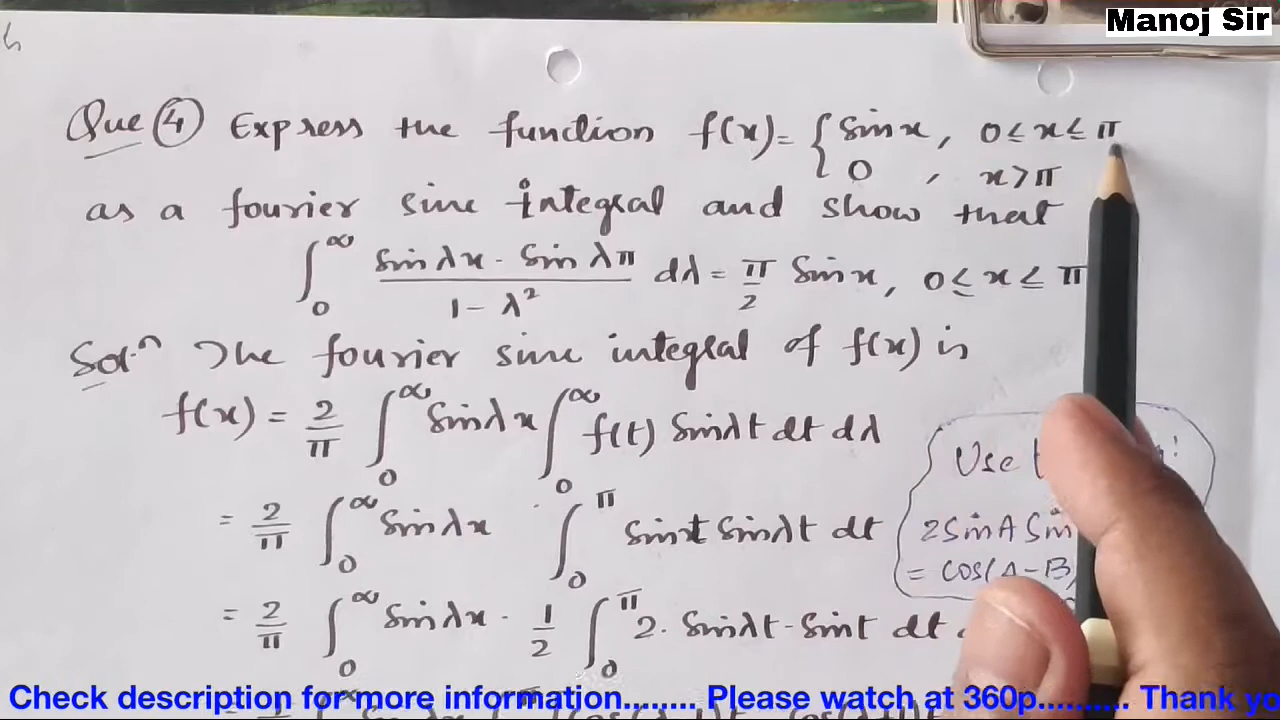 Manoj Sir
Que 4 Express the function f(x) = { sin x , 0 ≤ x ≤ π
0 , x > π
as a fourier sine integral and show that
∫₀^∞ (sin λx · sin λπ)/(1 - λ²) dλ = π/2 sin x, 0 ≤ x ≤ π
Solⁿ The fourier sine integral of f(x) is
f(x) = 2/π ∫₀^∞ sin λx ∫₀^∞ f(t) sin λt dt dλ
= 2/π ∫₀^∞ sin λx ∫₀^π sin t sin λt dt
= 2/π ∫₀^∞ sin λx · 1/2 ∫₀^π 2 · sin λt · sin t dt
Use
2 Sin A Sin
= cos(A - B
Check description for more information........ Please watch at 360p.......... Thank yo